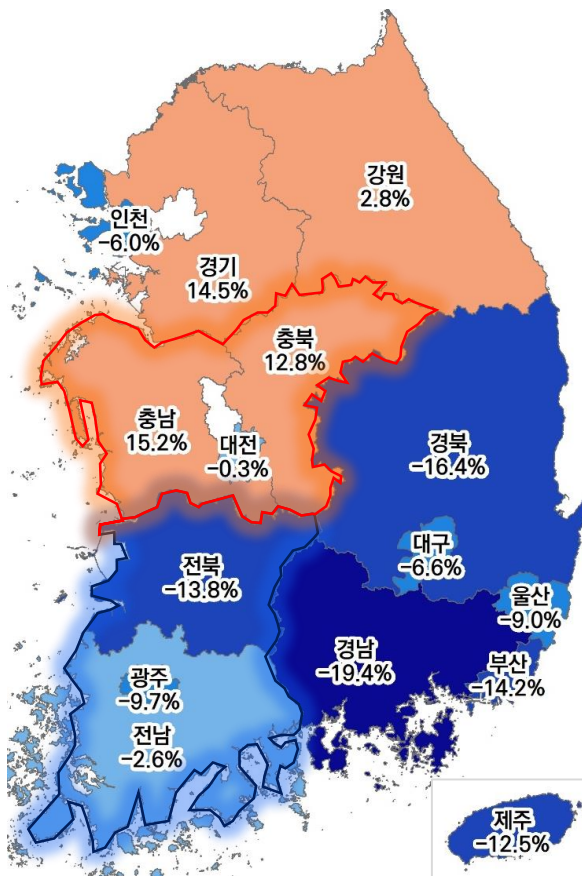 강원
2.8%
인천
-6.0%
경기
14.5%
충북
12.8%
충남
15.2%
대전
-0.3%
경북
-16.4%
대구
-6.6%
전북
-13.8%
울산
-9.0%
경남
-19.4%
부산
-14.2%
광주
-9.7%
전남
-2.6%
제주
-12.5%